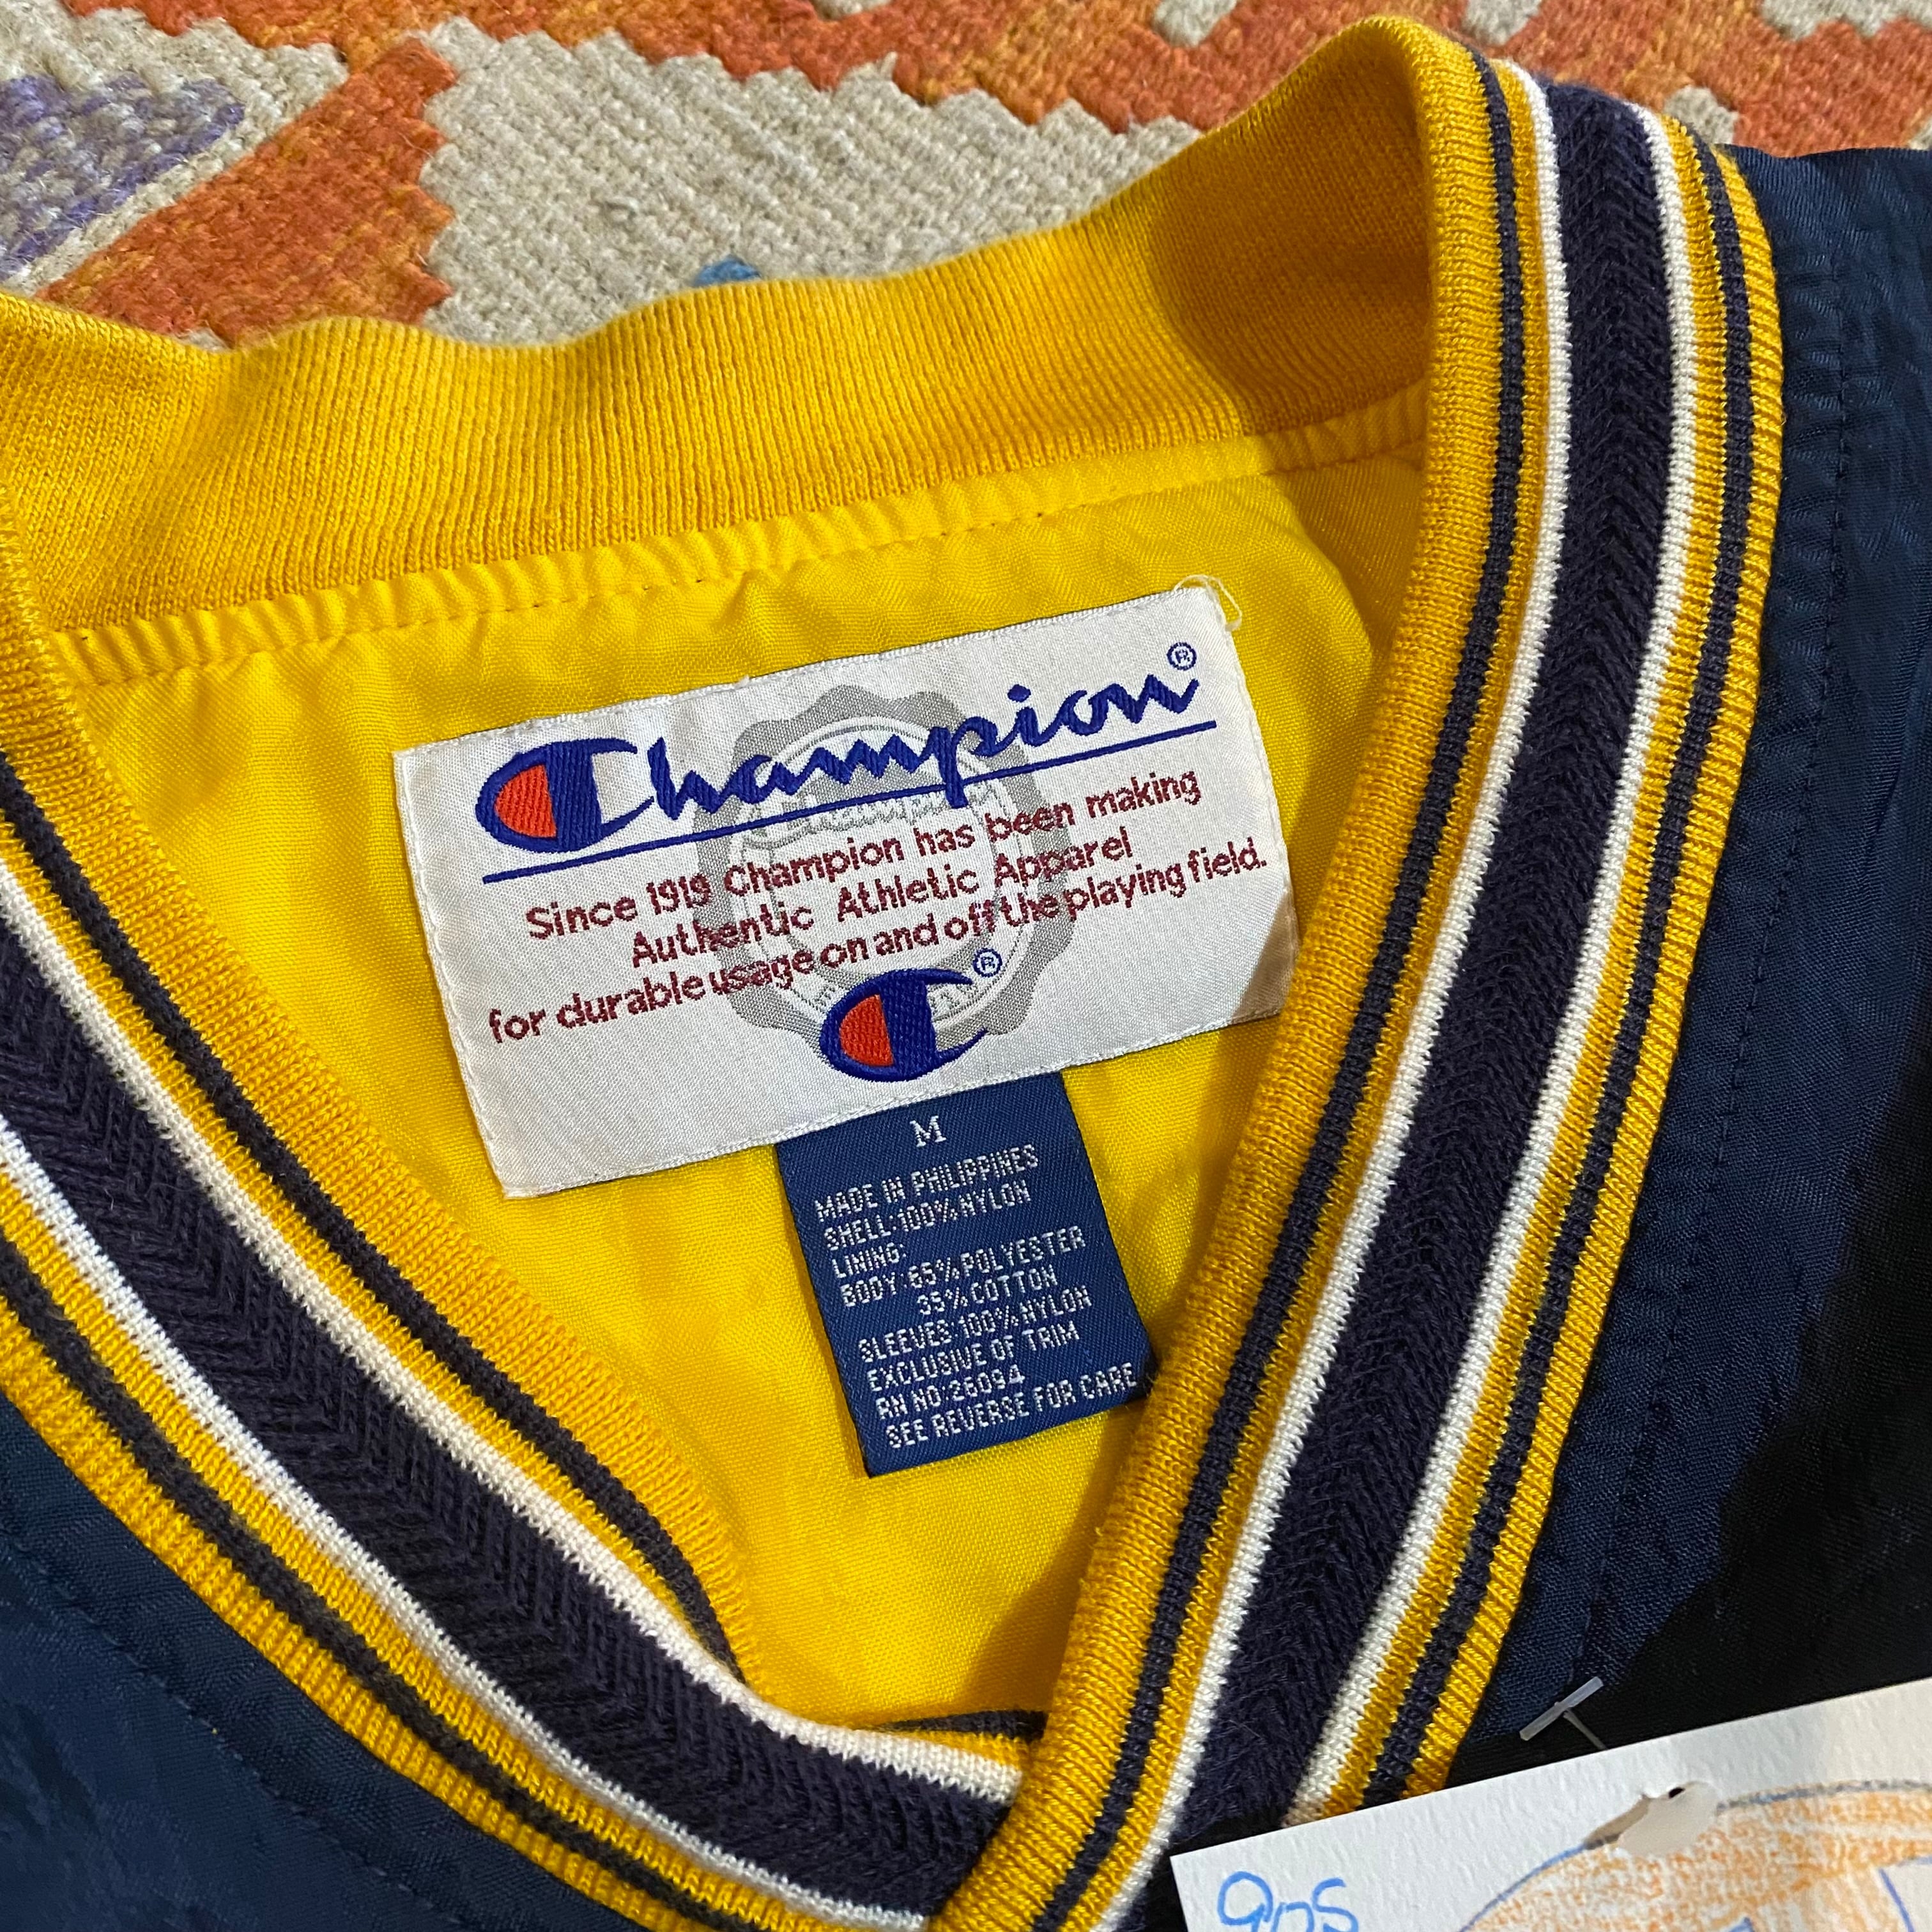 Champion®
Since 1919 Champion has been making
Authentic Athletic Apparel
for durable usage on and off the playing field.
®
M
MADE IN PHILIPPINES
SHELL:100% NYLON
LINING:
BODY:65% POLYESTER
35% COTTON
SLEEVES:100% NYLON
EXCLUSIVE OF TRIM
RN NO:26094
SEE REVERSE FOR CARE
90s